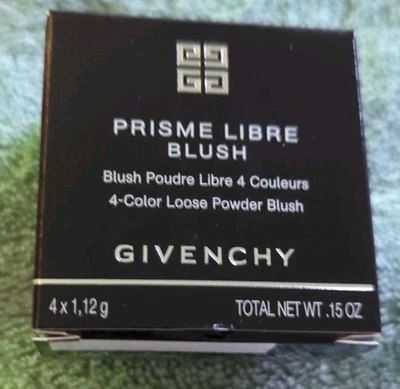 PRISME LIBRE
BLUSH
Blush Poudre Libre 4 Couleurs
4-Color Loose Powder Blush
GIVENCHY
4 x 1,12 g TOTAL NET WT .15 OZ